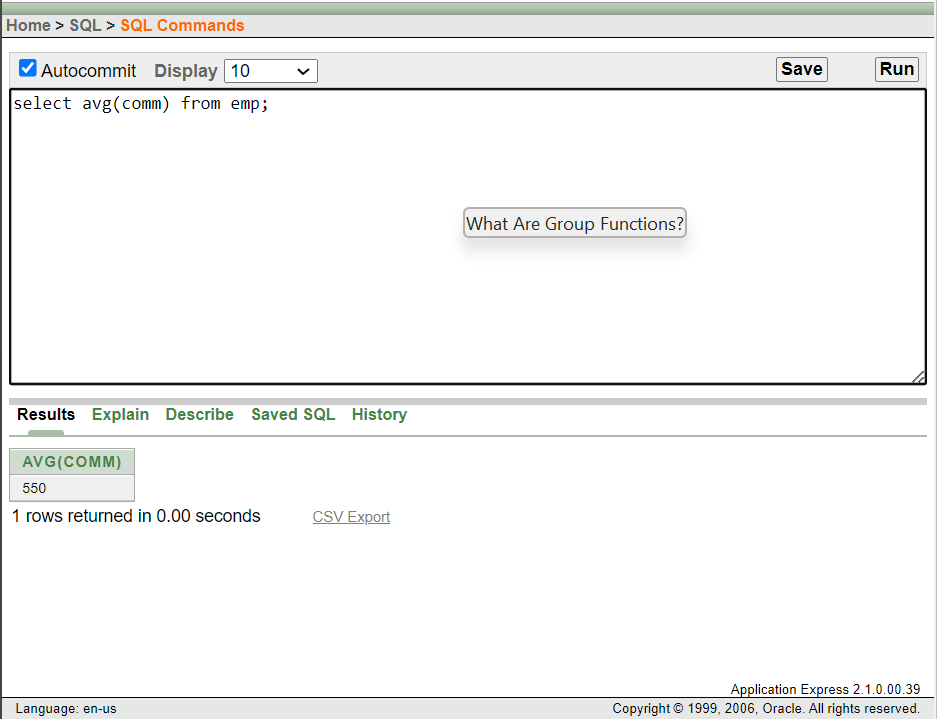 Home > SQL > SQL Commands
Autocommit Display 10 Save Run
select avg(comm) from emp;
What Are Group Functions?
Results Explain Describe Saved SQL History
AVG(COMM)
550
1 rows returned in 0.00 seconds CSV Export
Application Express 2.1.0.00.39
Language: en-us Copyright © 1999, 2006, Oracle. All rights reserved.